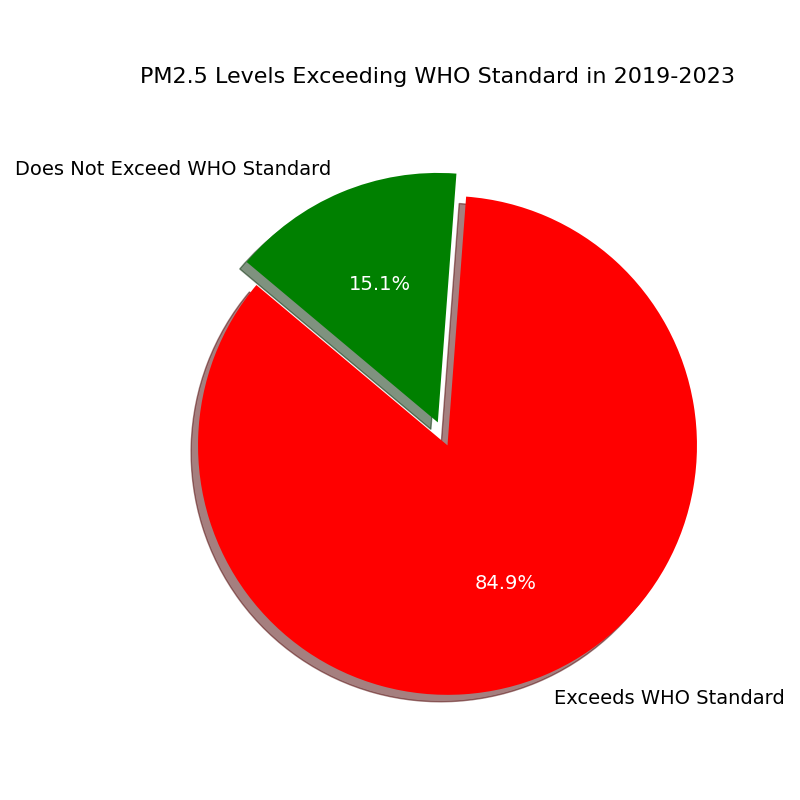 PM2.5 Levels Exceeding WHO Standard in 2019-2023
Does Not Exceed WHO Standard
15.1%
84.9%
Exceeds WHO Standard